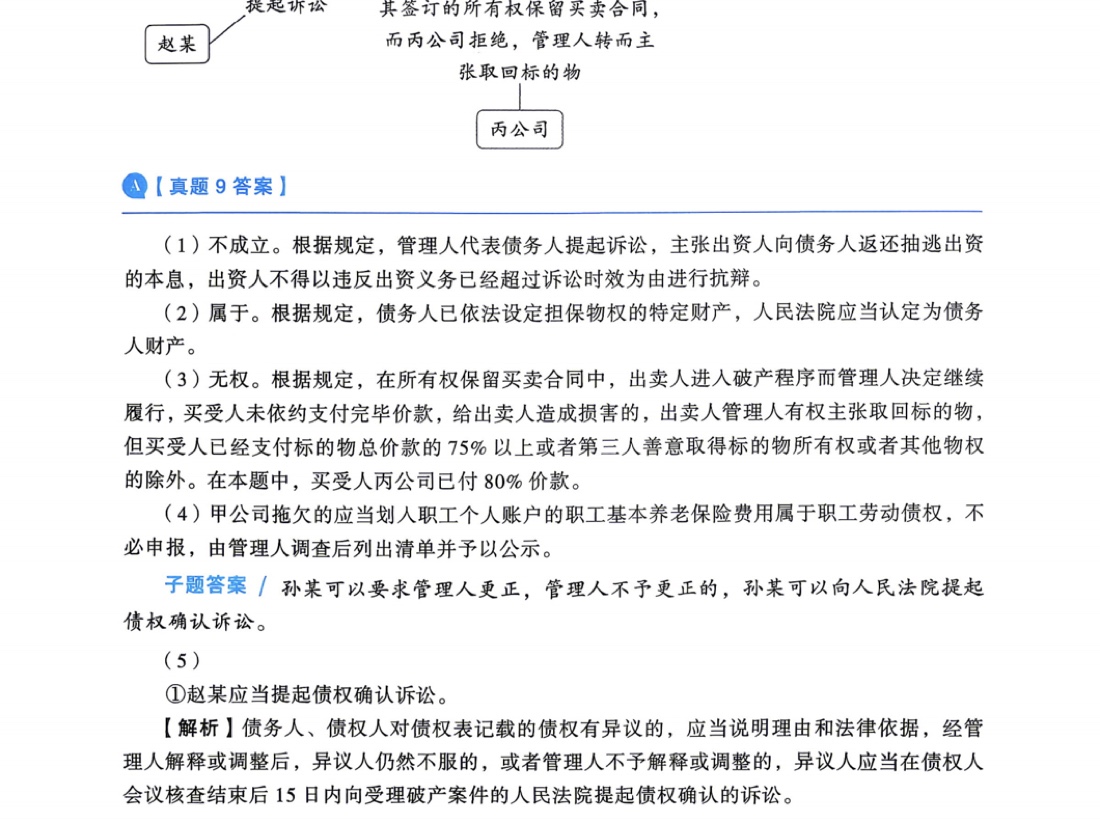 提起诉讼
其签订的所有权保留买卖合同，
赵某
而丙公司拒绝，管理人转而主
张取回标的物
丙公司
A【真题 9 答案】
（1）不成立。根据规定，管理人代表债务人提起诉讼，主张出资人向债务人返还抽逃出资
的本息，出资人不得以违反出资义务已经超过诉讼时效为由进行抗辩。
（2）属于。根据规定，债务人已依法设定担保物权的特定财产，人民法院应当认定为债务
人财产。
（3）无权。根据规定，在所有权保留买卖合同中，出卖人进入破产程序而管理人决定继续
履行，买受人未依约支付完毕价款，给出卖人造成损害的，出卖人管理人有权主张取回标的物，
但买受人已经支付标的物总价款的 75% 以上或者第三人善意取得标的物所有权或者其他物权
的除外。在本题中，买受人丙公司已付 80% 价款。
（4）甲公司拖欠的应当划入职工个人账户的职工基本养老保险费用属于职工劳动债权，不
必申报，由管理人调查后列出清单并予以公示。
子题答案 / 孙某可以要求管理人更正，管理人不予更正的，孙某可以向人民法院提起
债权确认诉讼。
（5）
①赵某应当提起债权确认诉讼。
【解析】债务人、债权人对债权表记载的债权有异议的，应当说明理由和法律依据，经管
理人解释或调整后，异议人仍然不服的，或者管理人不予解释或调整的，异议人应当在债权人
会议核查结束后 15 日内向受理破产案件的人民法院提起债权确认的诉讼。